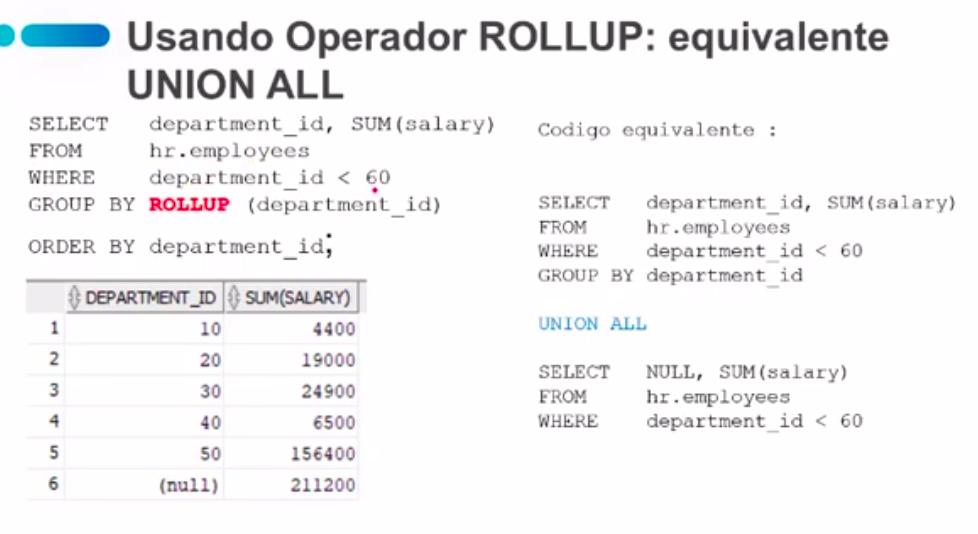 Usando Operador ROLLUP: equivalente
UNION ALL
SELECT department_id, SUM(salary)
FROM hr.employees
WHERE department_id < 60
GROUP BY ROLLUP (department_id)
ORDER BY department_id;
DEPARTMENT_ID SUM(SALARY)
1 10 4400
2 20 19000
3 30 24900
4 40 6500
5 50 156400
6 (null) 211200
Codigo equivalente :
SELECT department_id, SUM(salary)
FROM hr.employees
WHERE department_id < 60
GROUP BY department_id
UNION ALL
SELECT NULL, SUM(salary)
FROM hr.employees
WHERE department_id < 60